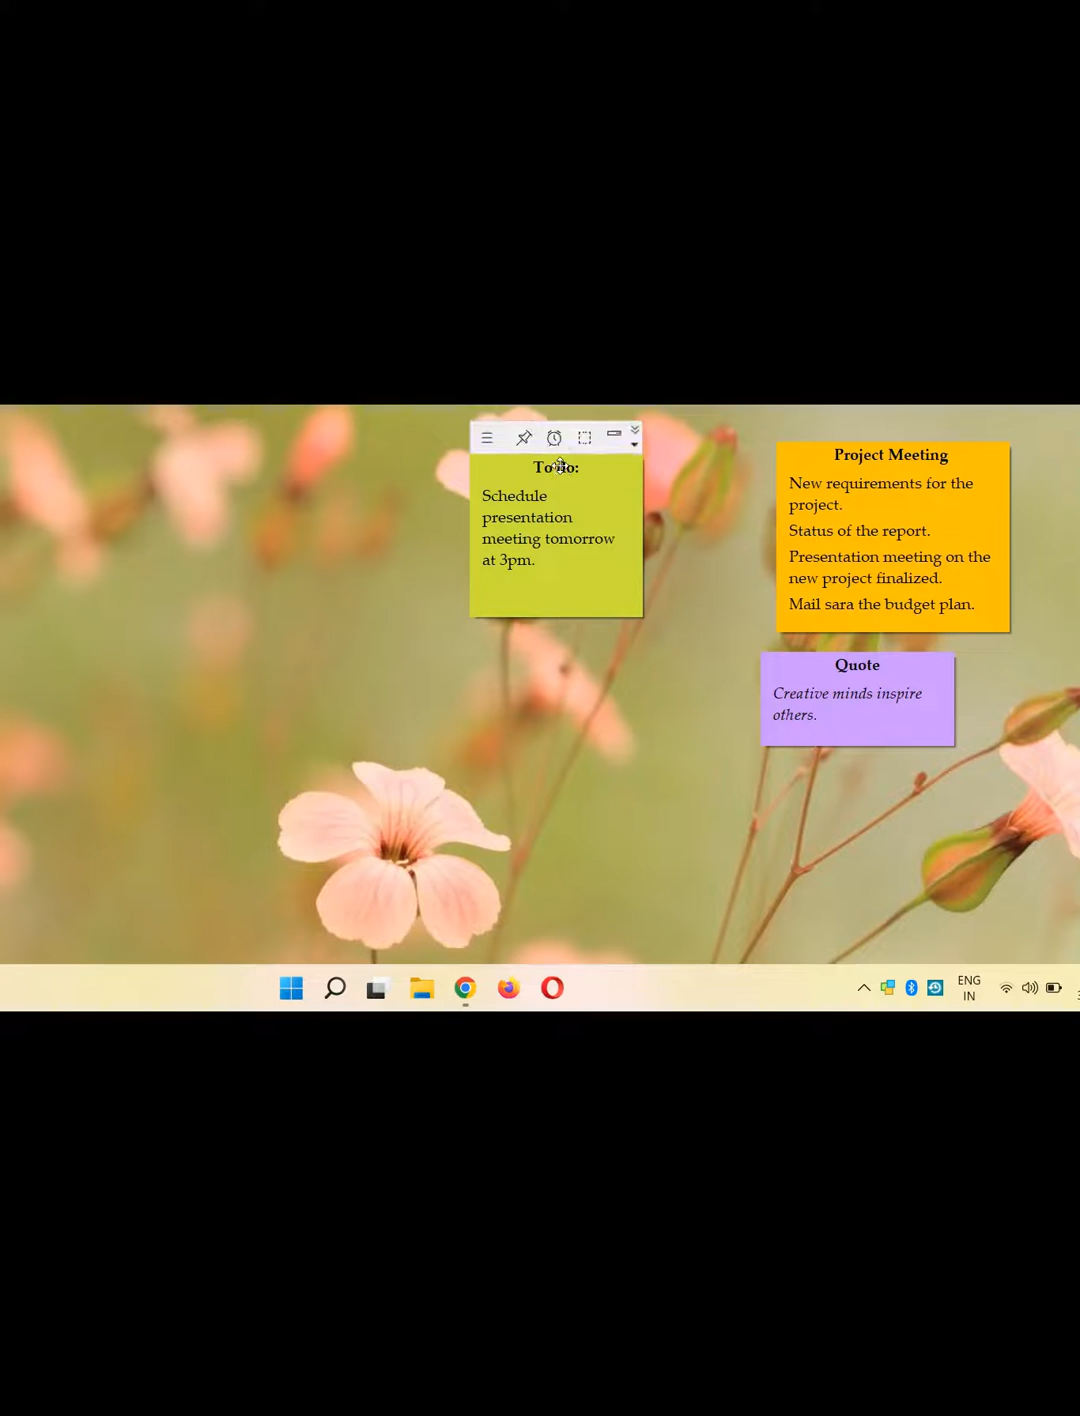 To do:
Schedule
presentation
meeting tomorrow
at 3pm.
Project Meeting
New requirements for the
project.
Status of the report.
Presentation meeting on the
new project finalized.
Mail sara the budget plan.
Quote
Creative minds inspire
others.
ENG
IN